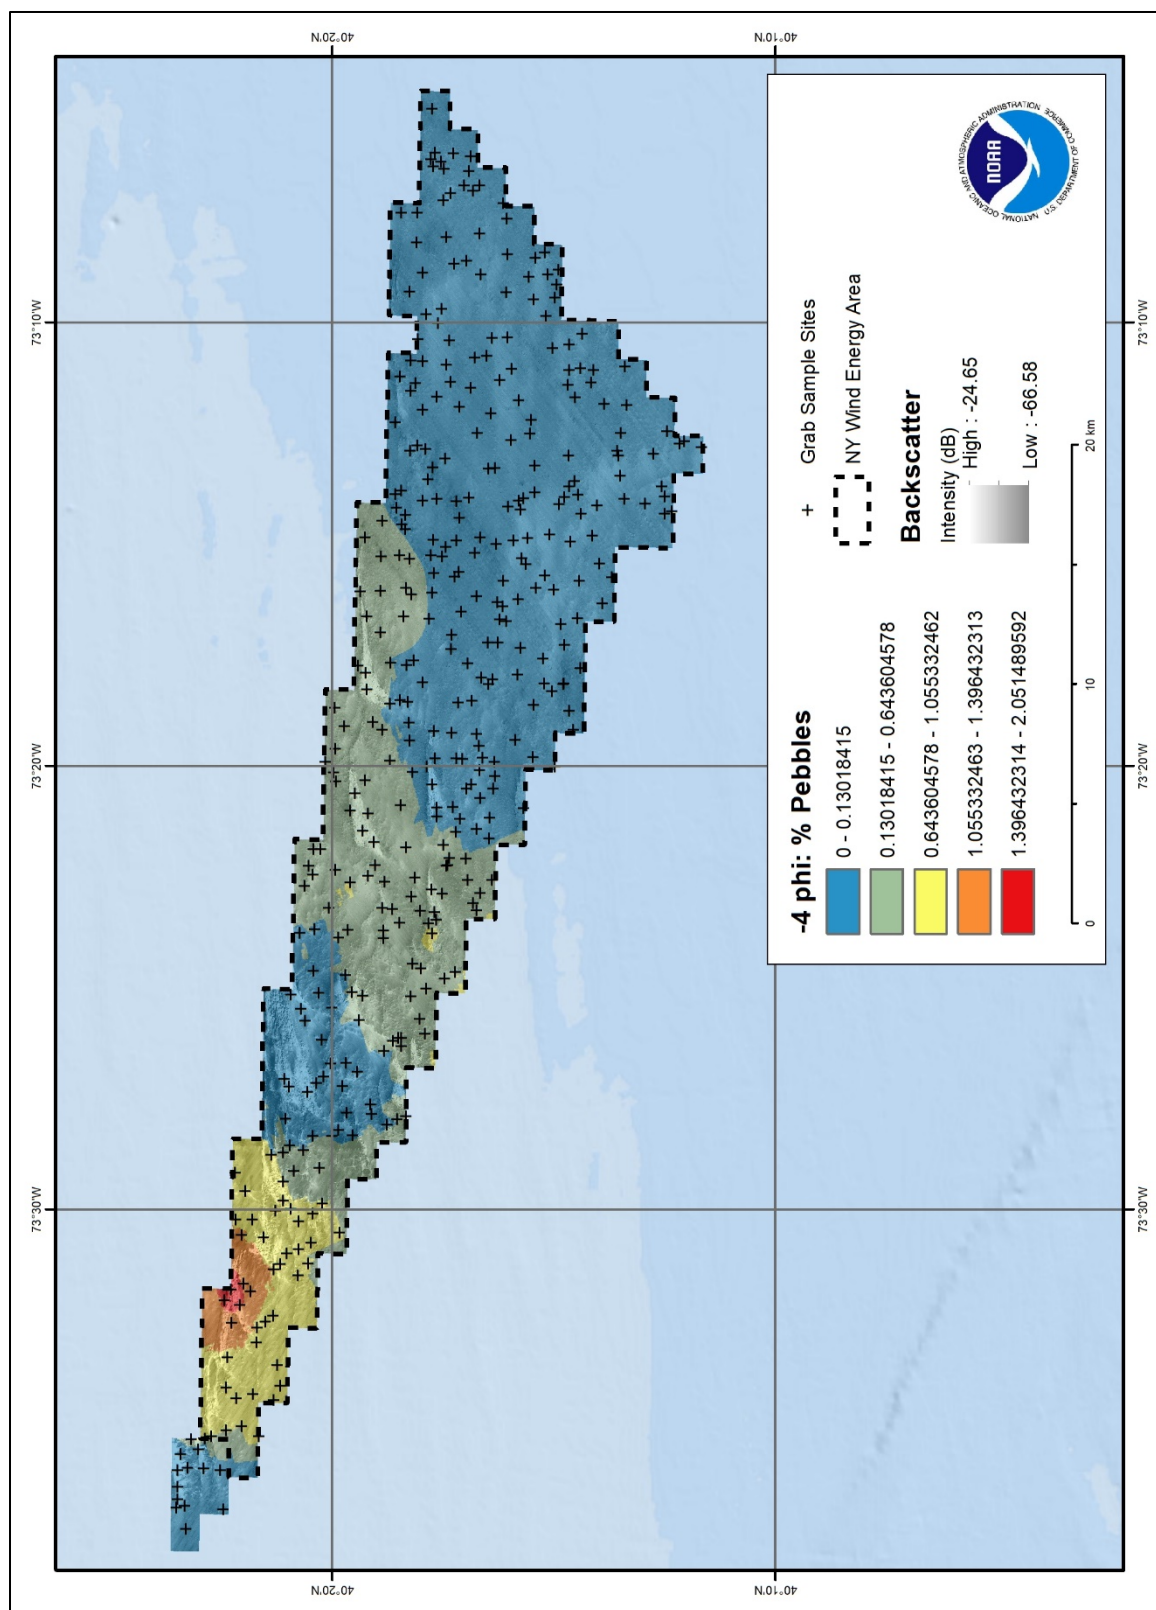 73°30'W
73°20'W
73°10'W
40°20'N
40°20'N
40°10'N
40°10'N
73°30'W
73°20'W
73°10'W
-4 phi: % Pebbles
0 - 0.13018415
0.13018415 - 0.643604578
0.643604578 - 1.055332462
1.055332463 - 1.396432313
1.396432314 - 2.051489592
Grab Sample Sites
NY Wind Energy Area
Backscatter
Intensity (dB)
High : -24.65
Low : -66.58
0
10
20 km
NATIONAL OCEANIC AND ATMOSPHERIC ADMINISTRATION
U.S. DEPARTMENT OF COMMERCE
NOAA